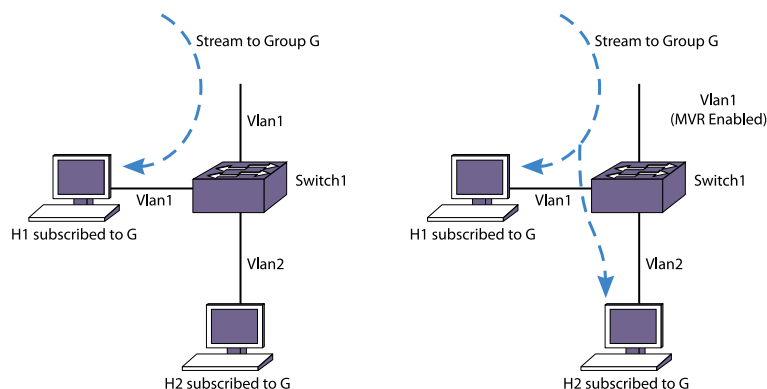 Stream to Group G
Vlan1
Switch1
Vlan1
H1 subscribed to G
Vlan2
H2 subscribed to G
Stream to Group G
Vlan1
(MVR Enabled)
Switch1
Vlan1
H1 subscribed to G
Vlan2
H2 subscribed to G